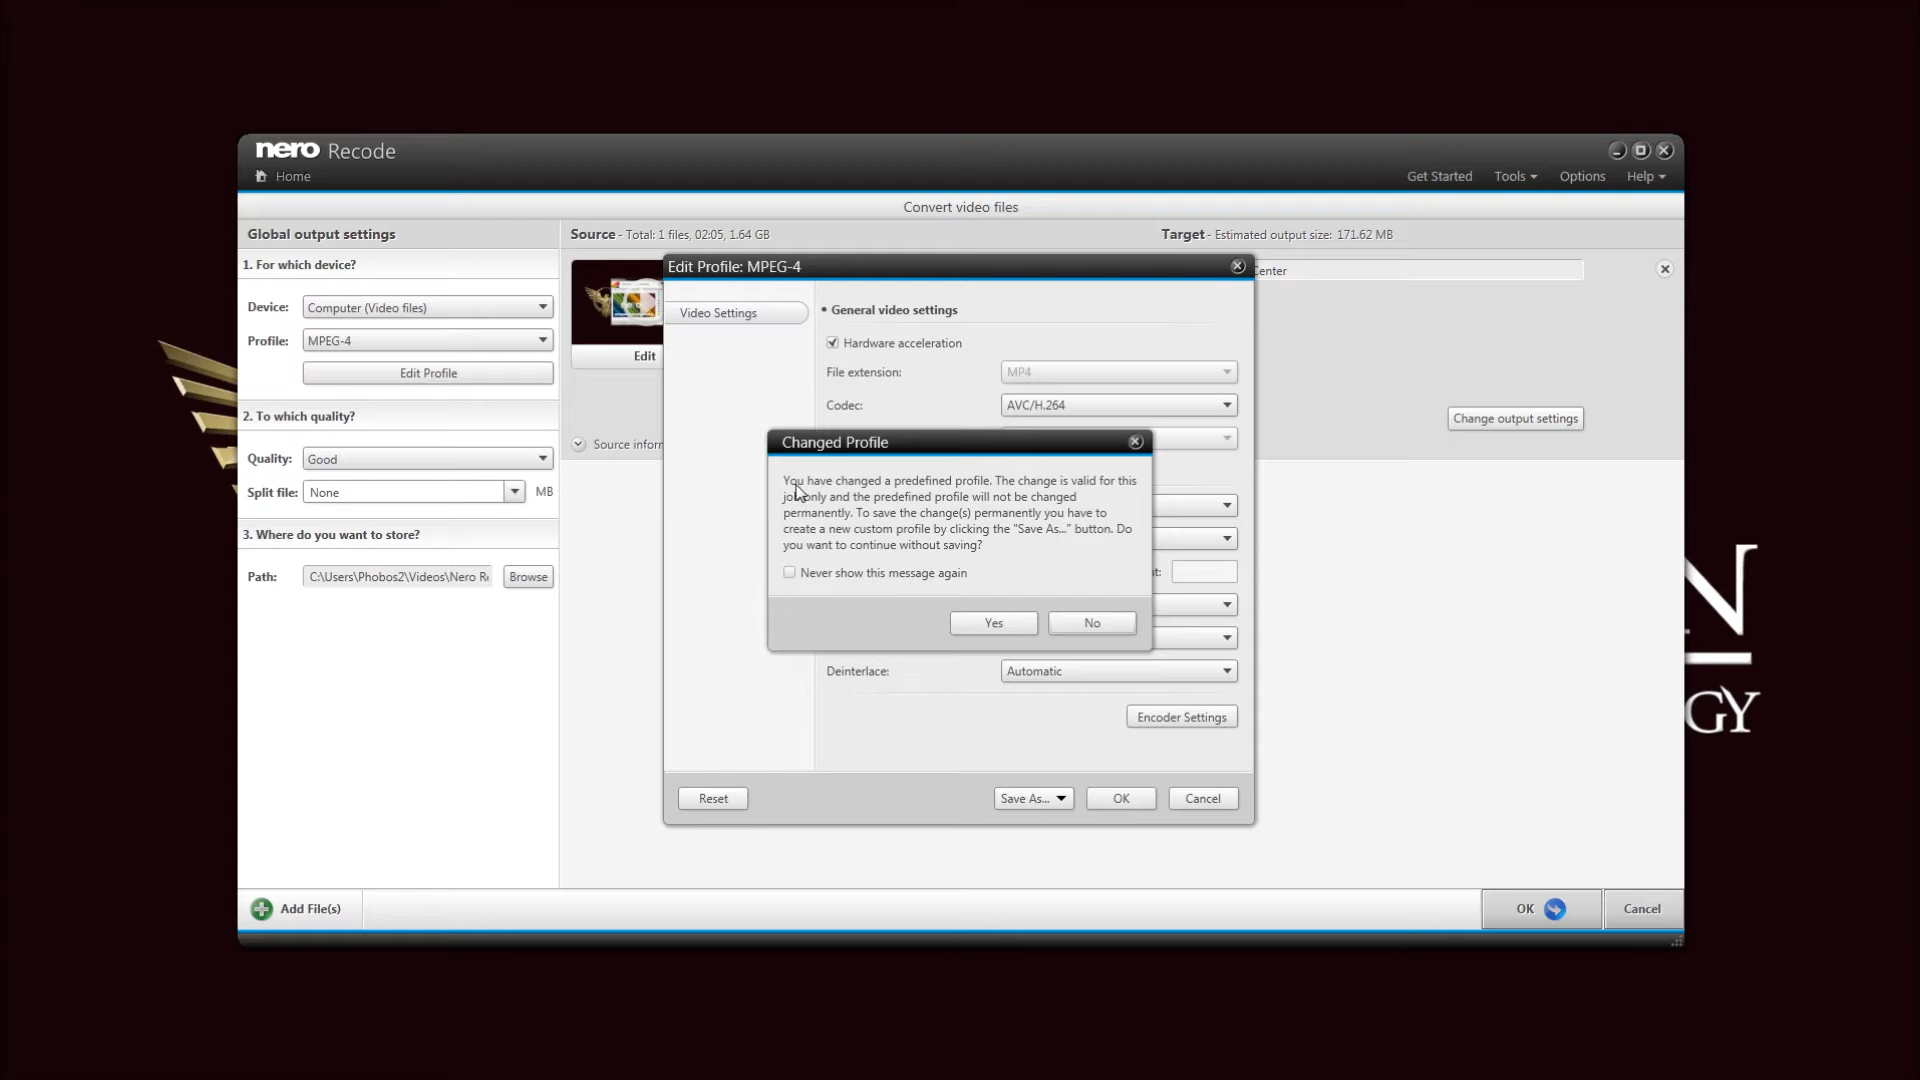 nero Recode
Home
Get Started
Tools
Options
Help
Convert video files
Global output settings
Source - Total: 1 files, 02:05, 1.64 GB
Target - Estimated output size: 171.62 MB
1. For which device?
Device:
Computer (Video files)
Profile:
MPEG-4
Edit Profile
2. To which quality?
Quality:
Good
Split file:
None
MB
3. Where do you want to store?
Path:
C:\Users\Phobos2\Videos\Nero R
Browse
Edit
Source inform
Center
Change output settings
Edit Profile: MPEG-4
Video Settings
• General video settings
Hardware acceleration
File extension:
MP4
Codec:
AVC/H.264
Changed Profile
You have changed a predefined profile. The change is valid for this
job only and the predefined profile will not be changed
permanently. To save the change(s) permanently you have to
create a new custom profile by clicking the "Save As..." button. Do
you want to continue without saving?
Never show this message again
Yes
No
t:
Deinterlace:
Automatic
Encoder Settings
Reset
Save As...
OK
Cancel
Add File(s)
OK
Cancel
N
GY